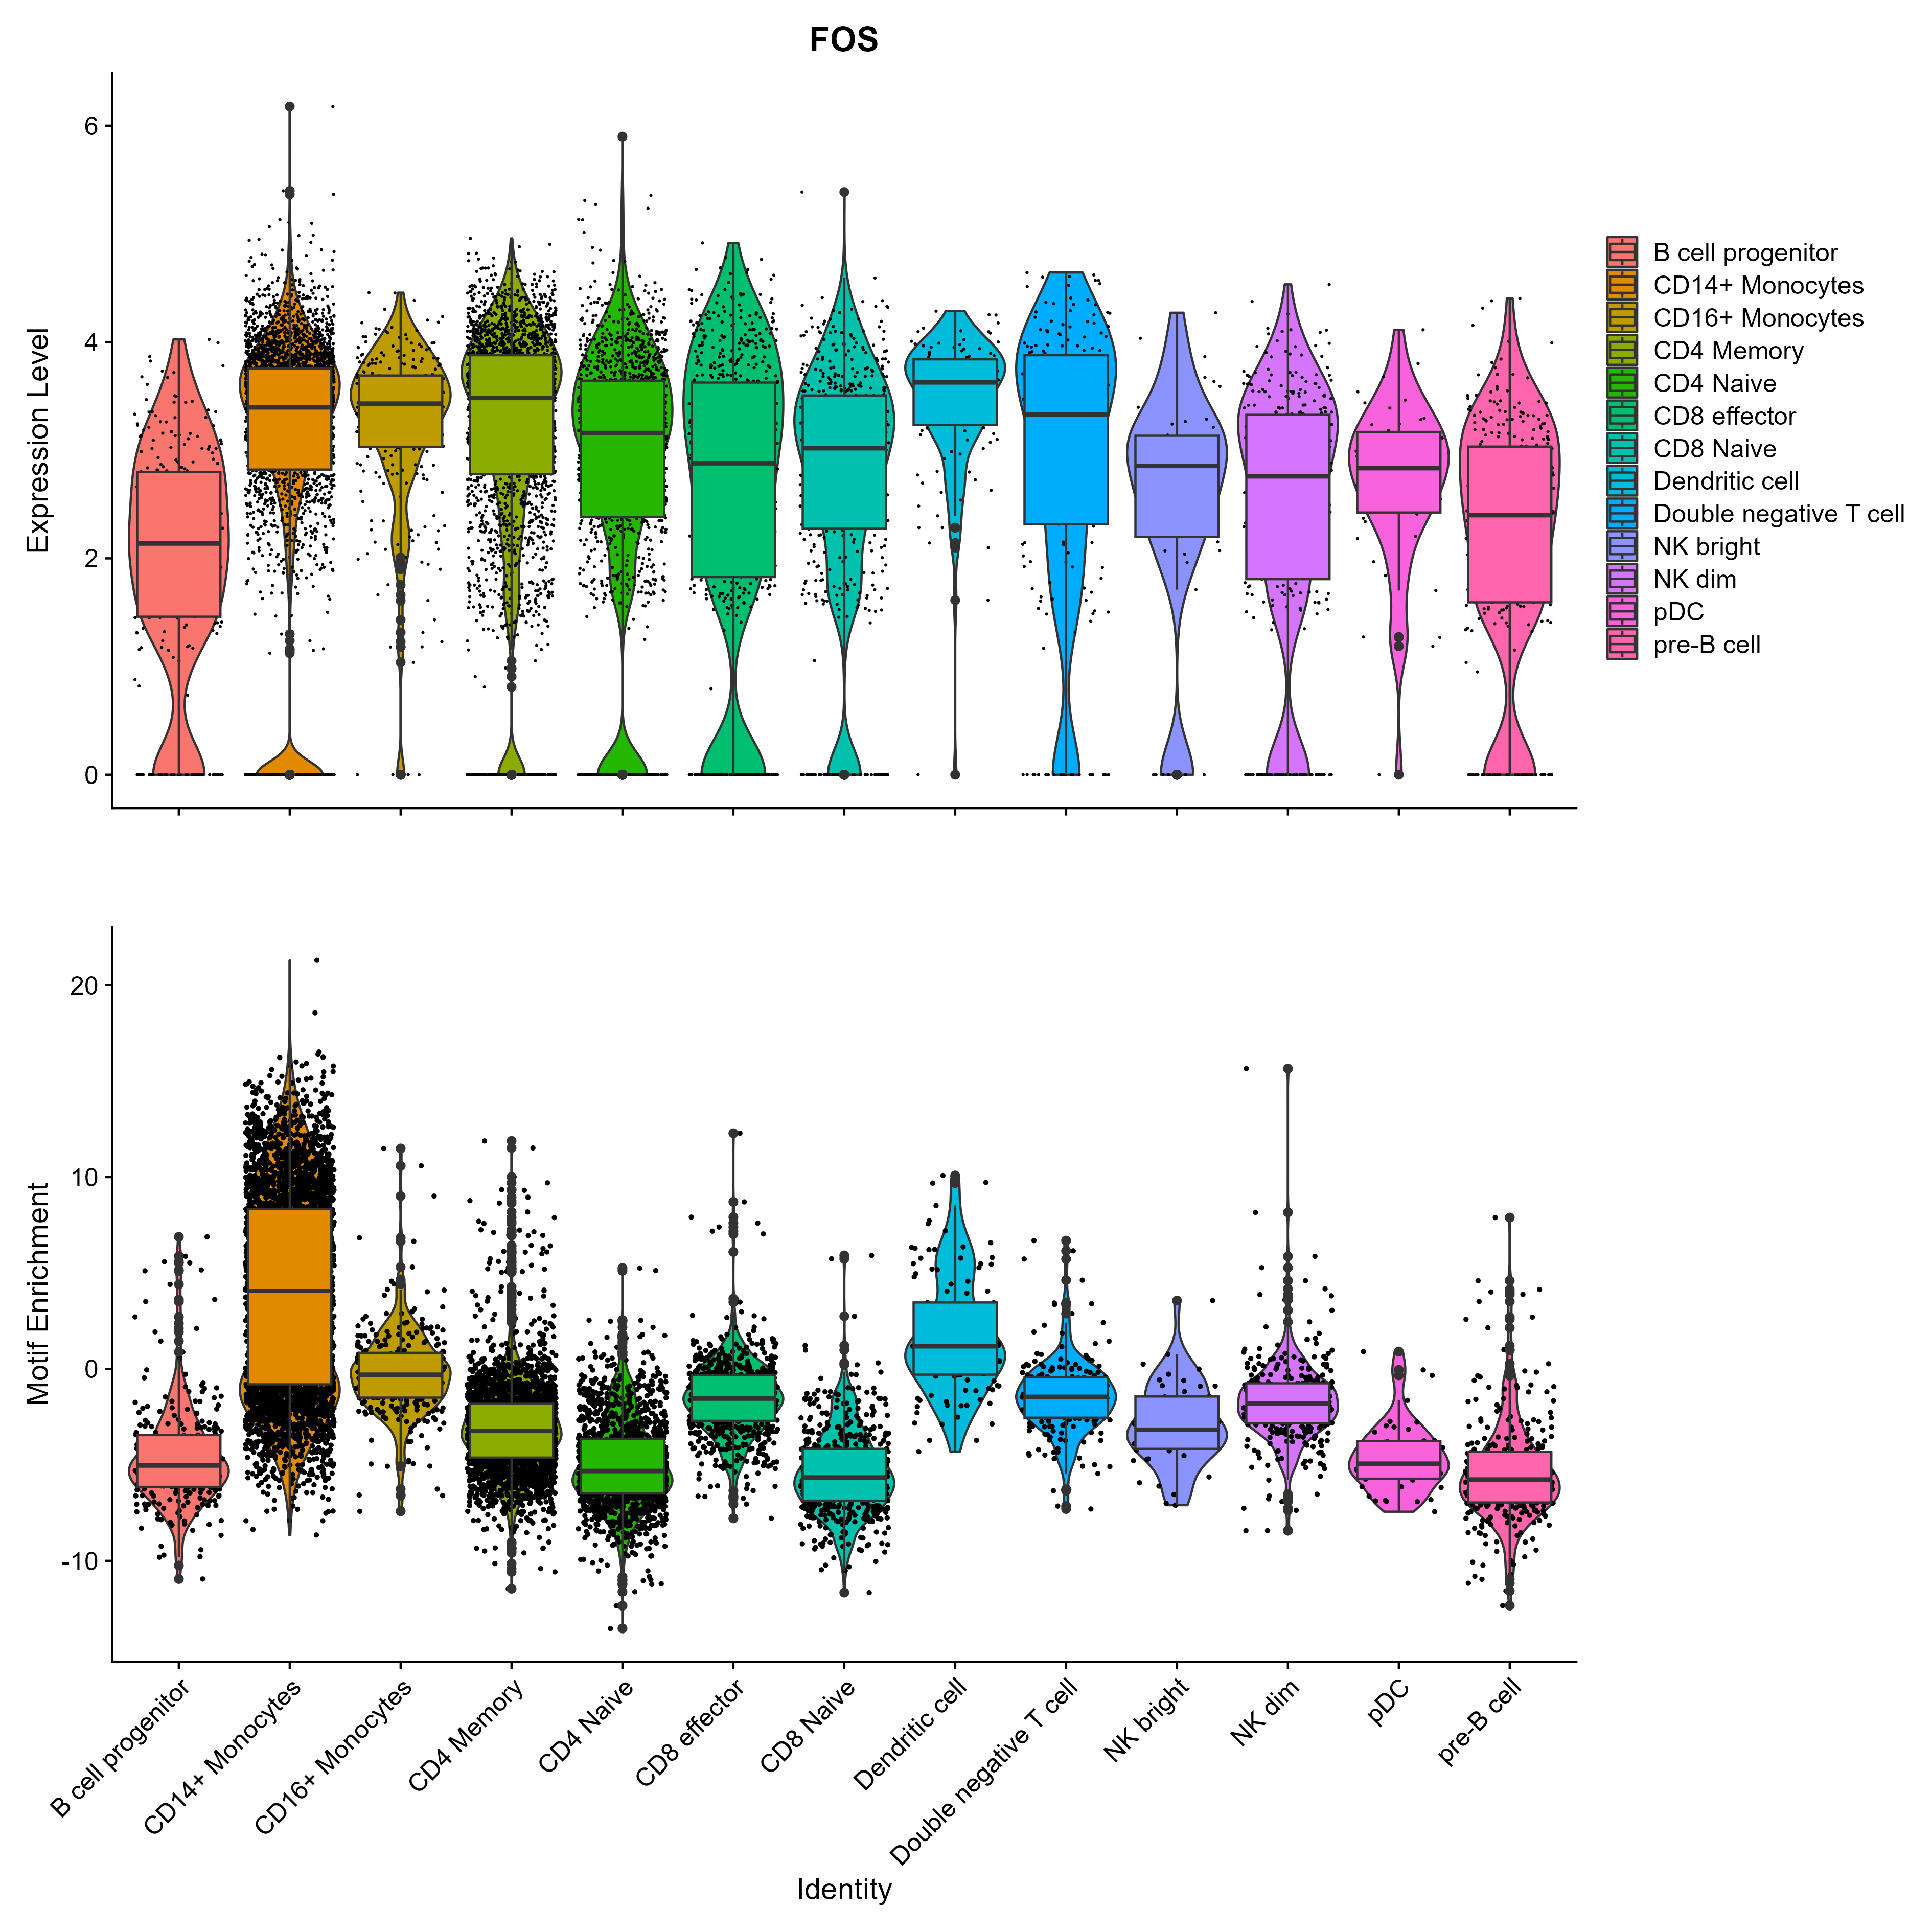 FOS
Expression Level
6
4
2
0
B cell progenitor
CD14+ Monocytes
CD16+ Monocytes
CD4 Memory
CD4 Naive
CD8 effector
CD8 Naive
Dendritic cell
Double negative T cell
NK bright
NK dim
pDC
pre-B cell
Motif Enrichment
20
10
0
-10
B cell progenitor
CD14+ Monocytes
CD16+ Monocytes
CD4 Memory
CD4 Naive
CD8 effector
CD8 Naive
Dendritic cell
Double negative T cell
NK bright
NK dim
pDC
pre-B cell
Identity